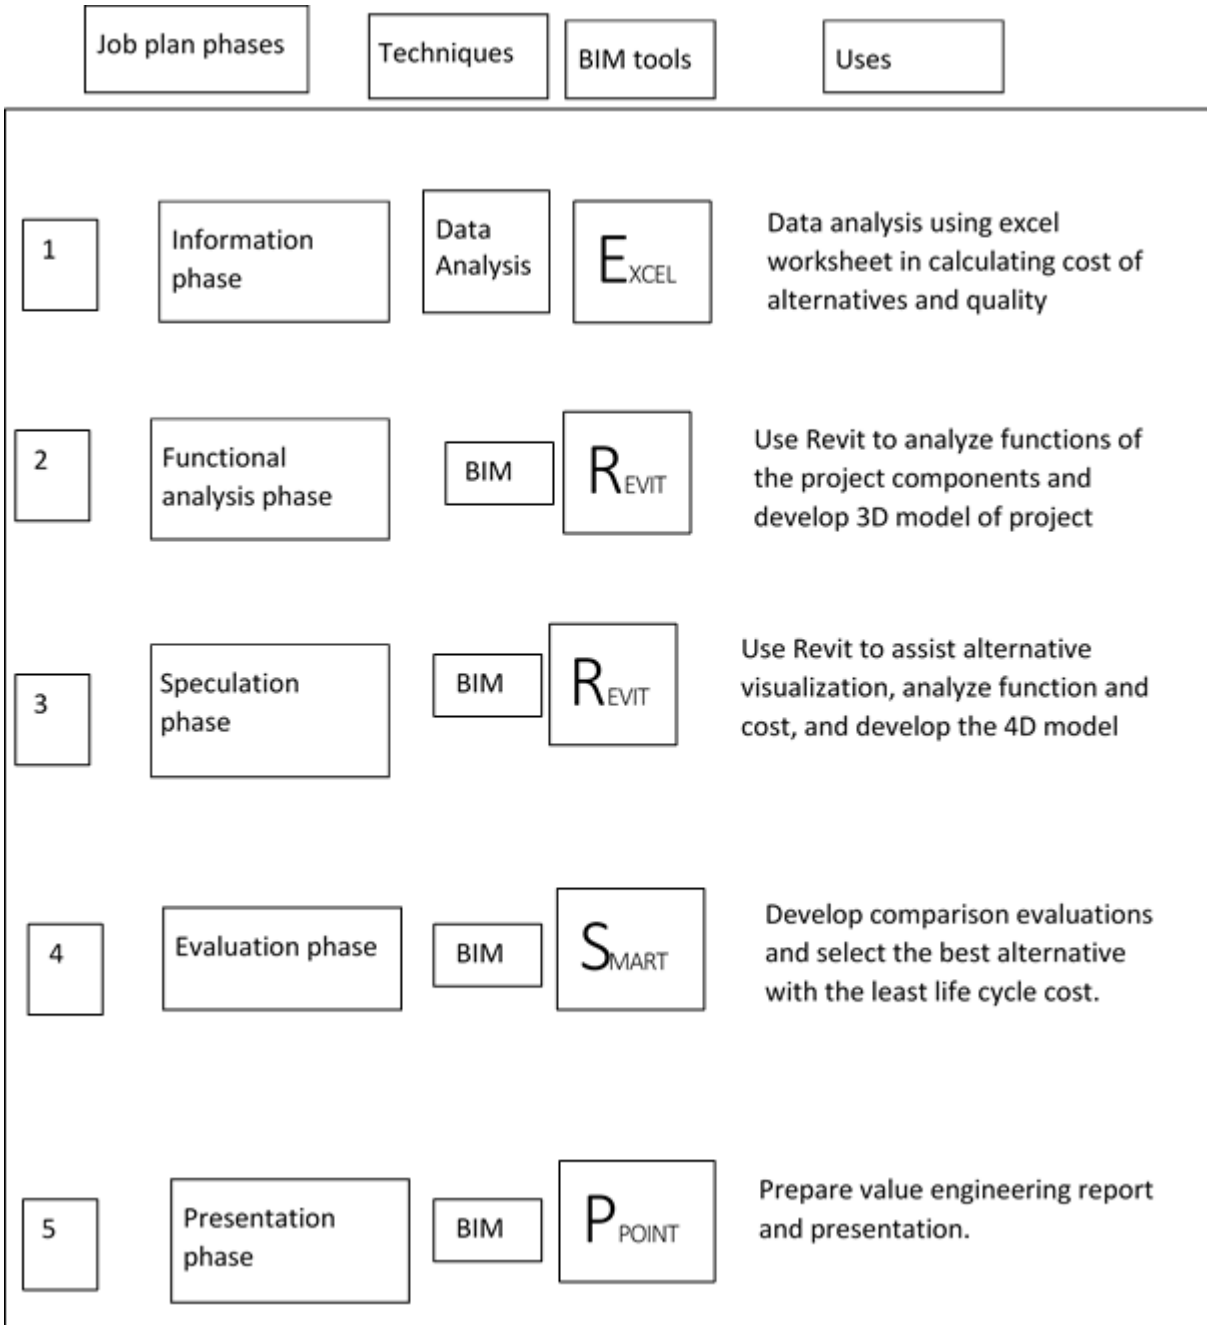 Job plan phases
Techniques
BIM tools
Uses
1
Information
phase
Data
Analysis
EXCEL
Data analysis using excel
worksheet in calculating cost of
alternatives and quality
2
Functional
analysis phase
BIM
REVIT
Use Revit to analyze functions of
the project components and
develop 3D model of project
3
Speculation
phase
BIM
REVIT
Use Revit to assist alternative
visualization, analyze function and
cost, and develop the 4D model
4
Evaluation phase
BIM
SMART
Develop comparison evaluations
and select the best alternative
with the least life cycle cost.
5
Presentation
phase
BIM
P POINT
Prepare value engineering report
and presentation.